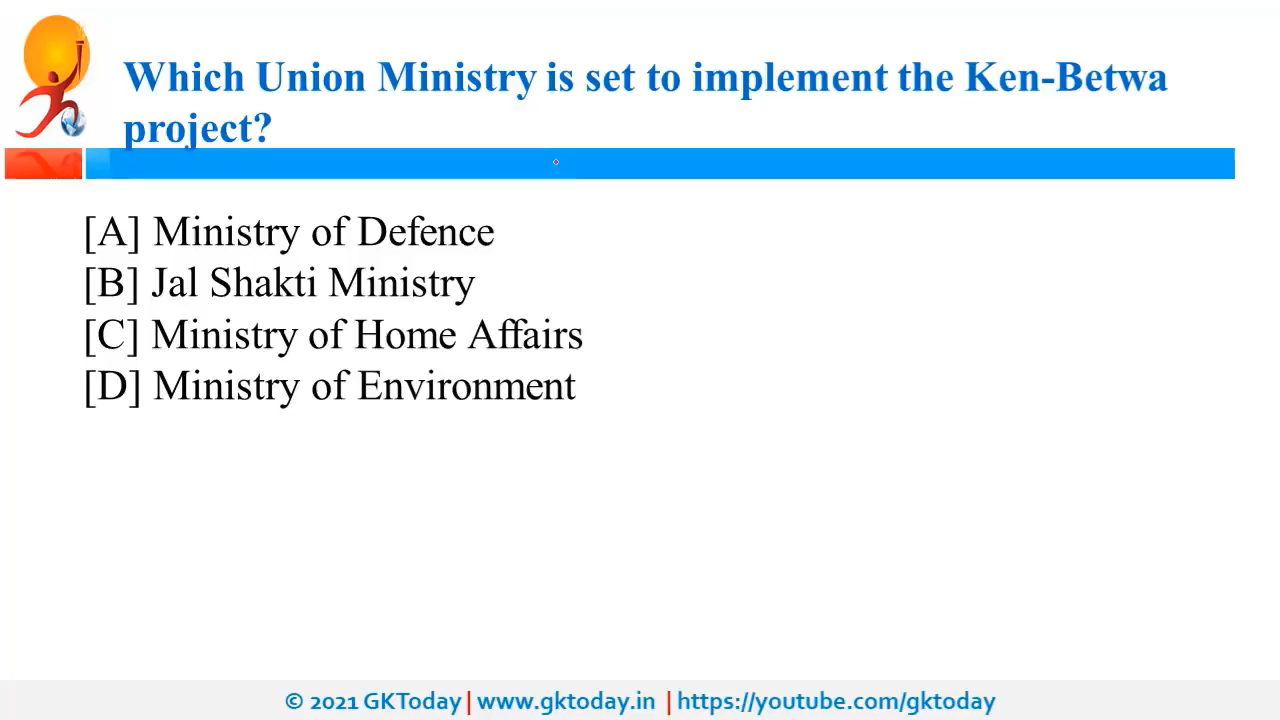 Which Union Ministry is set to implement the Ken-Betwa
project?
[A] Ministry of Defence
[B] Jal Shakti Ministry
[C] Ministry of Home Affairs
[D] Ministry of Environment
© 2021 GKToday | www.gktoday.in | https://youtube.com/gktoday